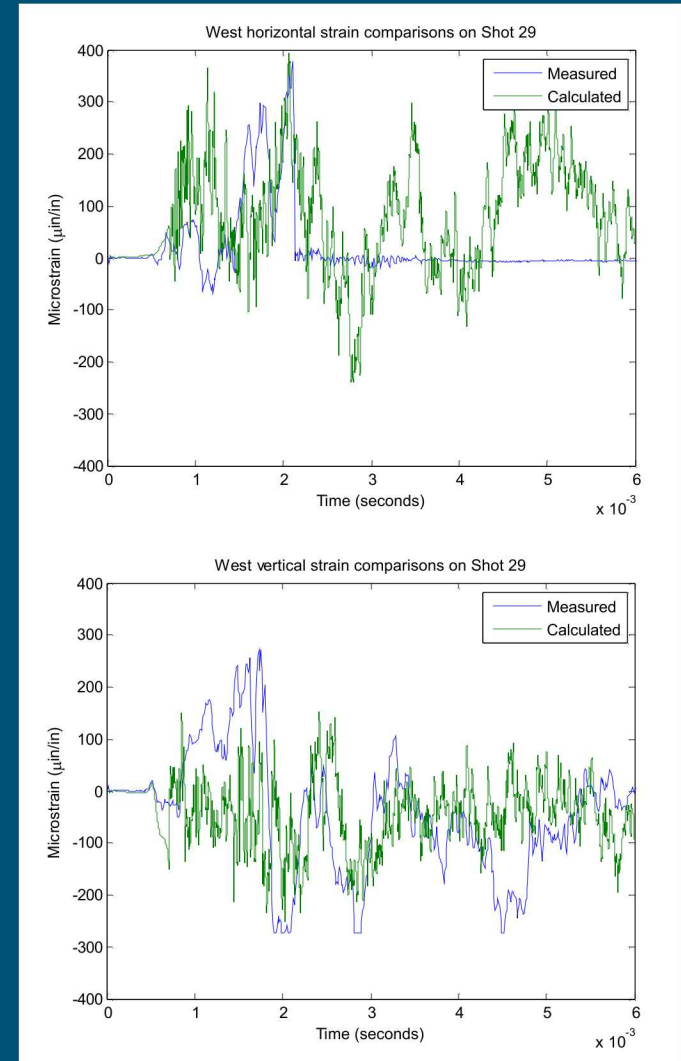 West horizontal strain comparisons on Shot 29
400
300
200
100
0
-100
-200
-300
-400
Microstrain (μin/in)
Measured
Calculated
0 1 2 3 4 5 6
Time (seconds)
x 10^-3
West vertical strain comparisons on Shot 29
400
300
200
100
0
-100
-200
-300
-400
Microstrain (μin/in)
Measured
Calculated
0 1 2 3 4 5 6
Time (seconds)
x 10^-3